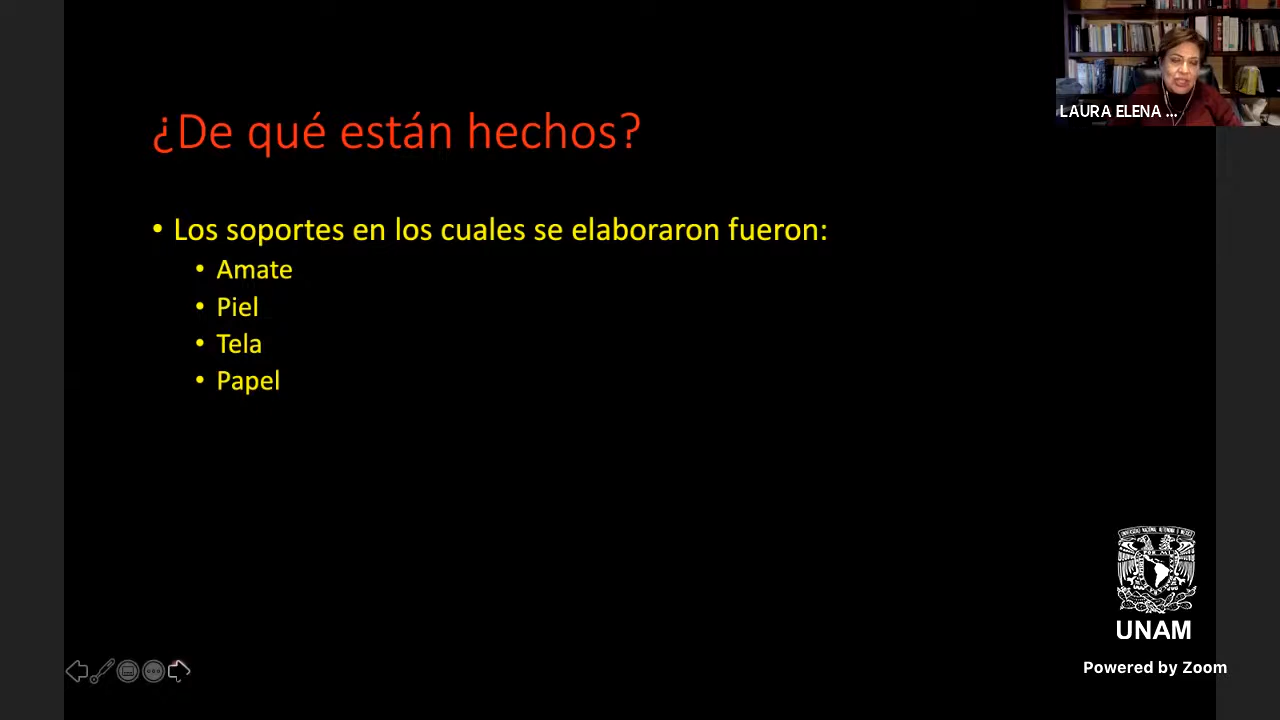 LAURA ELENA ...
¿De qué están hechos?
• Los soportes en los cuales se elaboraron fueron:
• Amate
• Piel
• Tela
• Papel
UNAM
Powered by Zoom